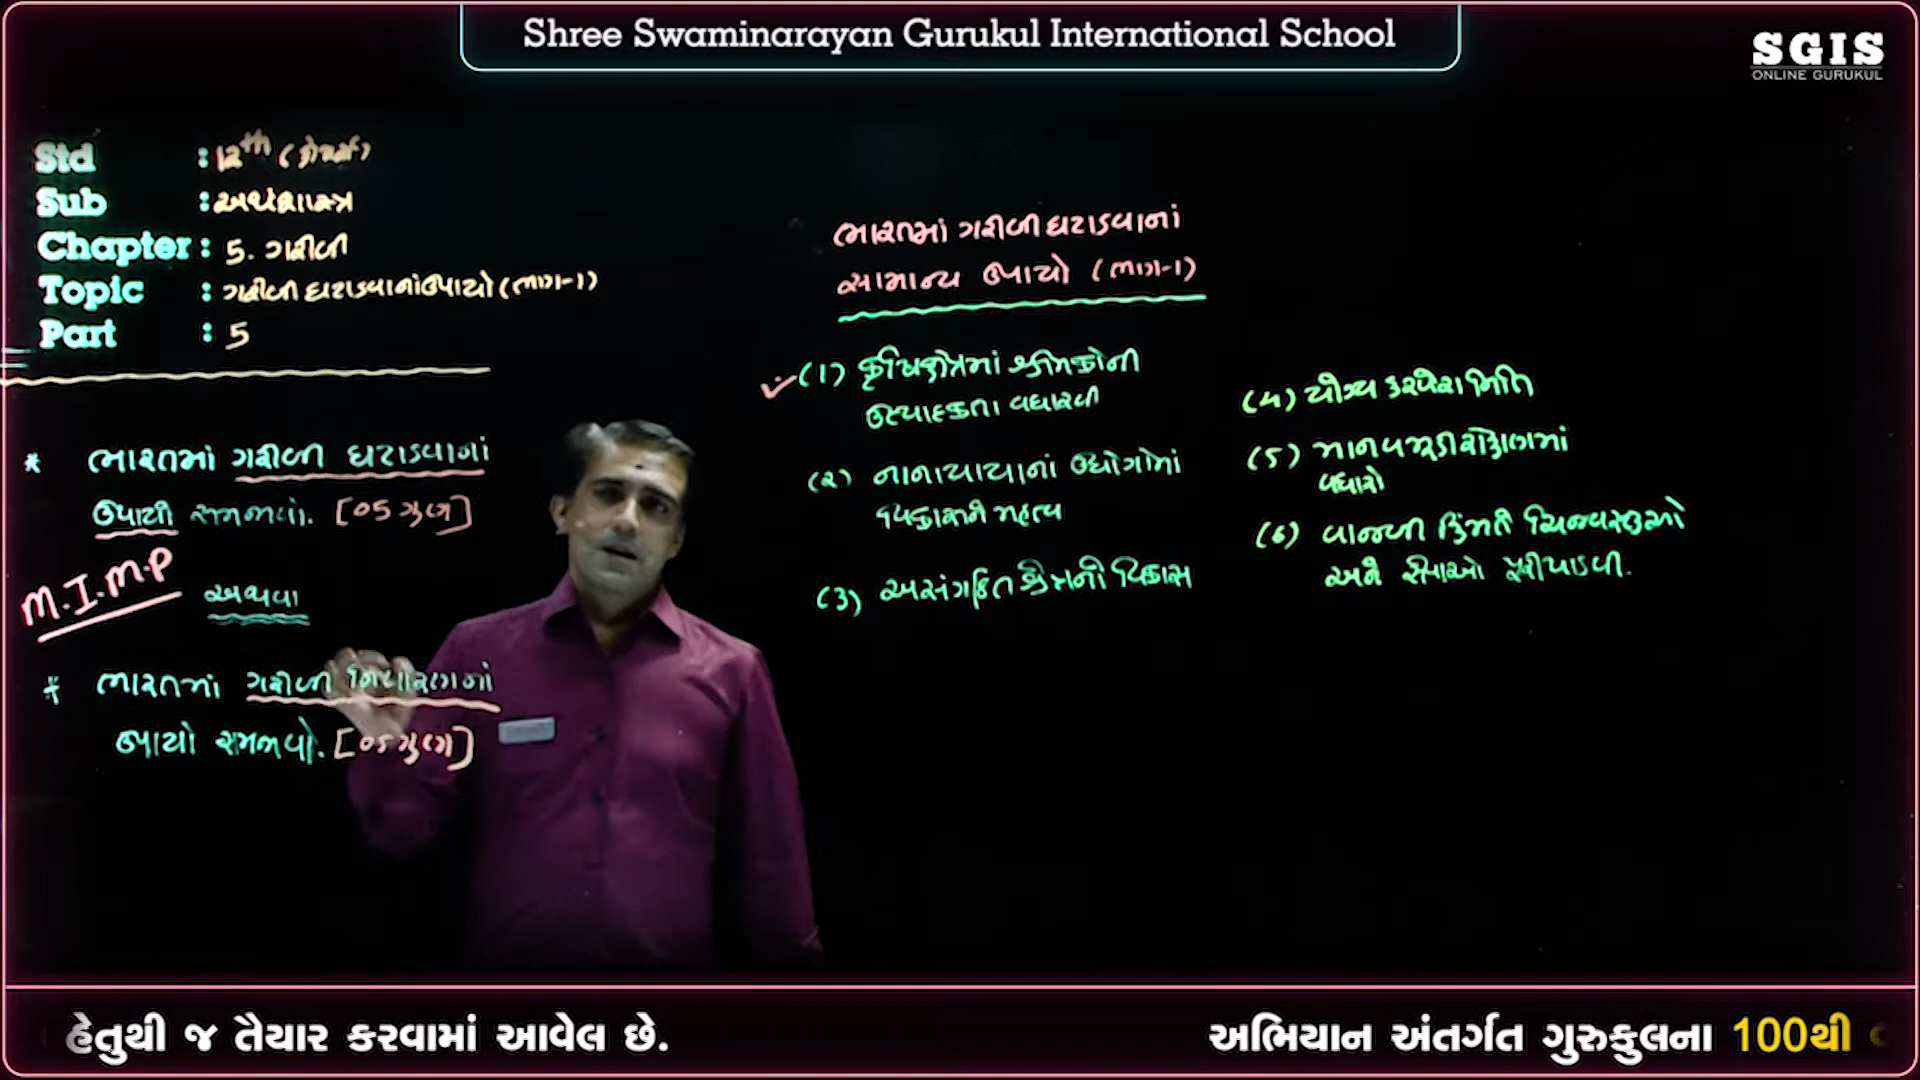 Shree Swaminarayan Gurukul International School
SGIS
ONLINE GURUKUL
Std : 12th (કોમર્સ)
Sub : અર્થશાસ્ત્ર
Chapter : 5. ગરીબી
Topic : ગરીબી ઘટાડવાનાં ઉપાયો (ભાગ-1)
Part : 5
* ભારતમાં ગરીબી ઘટાડવાનાં
ઉપાયો સમજાવો. [05 ગુણ]
M.I.M.P
અથવા
* ભારતમાં ગરીબી નિવારણનાં
ઉપાયો સમજાવો. [05 ગુણ]
ભારતમાં ગરીબી ઘટાડવાનાં
સામાન્ય ઉપાયો (ભાગ-1)
(1) કૃષિક્ષેત્રમાં શ્રમિકોની
ઉત્પાદકતા વધારવી
(2) નાનાપાયાનાં ઉદ્યોગોમાં
વિકાસને મહત્વ
(3) અસંગઠિત ક્ષેત્રની વિકાસ
(4) યોગ્ય કરવેરા નિતિ
(5) માનવમૂડીરોકાણમાં
વધારો
(6) વાજબી કિંમતે ચિજવસ્તુઓ
અને સેવાઓ પૂરી પાડવી.
હેતુથી જ તૈયાર કરવામાં આવેલ છે.
અભિયાન અંતર્ગત ગુરુકુલના 100થી